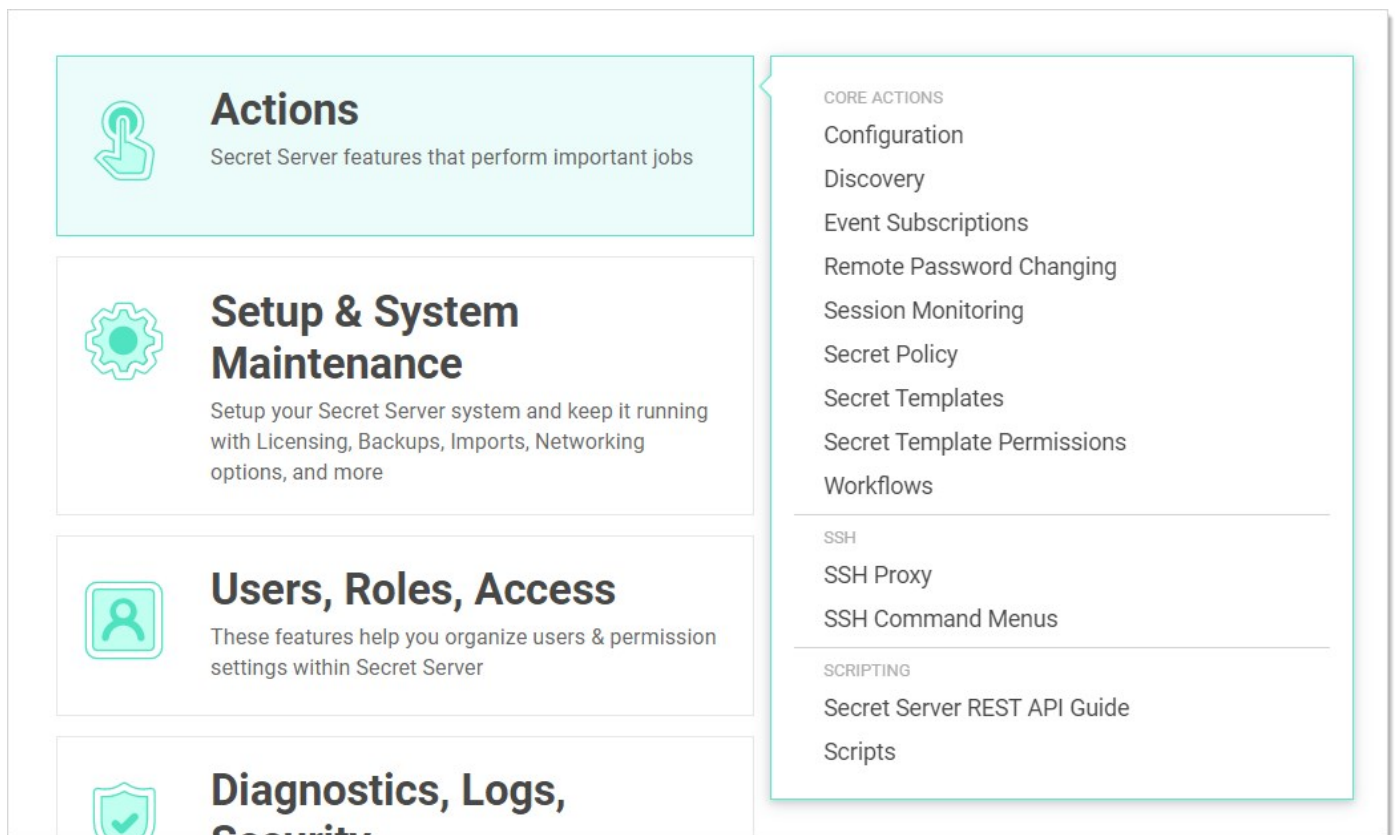 Actions
Secret Server features that perform important jobs
Setup & System
Maintenance
Setup your Secret Server system and keep it running
with Licensing, Backups, Imports, Networking
options, and more
Users, Roles, Access
These features help you organize users & permission
settings within Secret Server
Diagnostics, Logs,
Security
CORE ACTIONS
Configuration
Discovery
Event Subscriptions
Remote Password Changing
Session Monitoring
Secret Policy
Secret Templates
Secret Template Permissions
Workflows
SSH
SSH Proxy
SSH Command Menus
SCRIPTING
Secret Server REST API Guide
Scripts